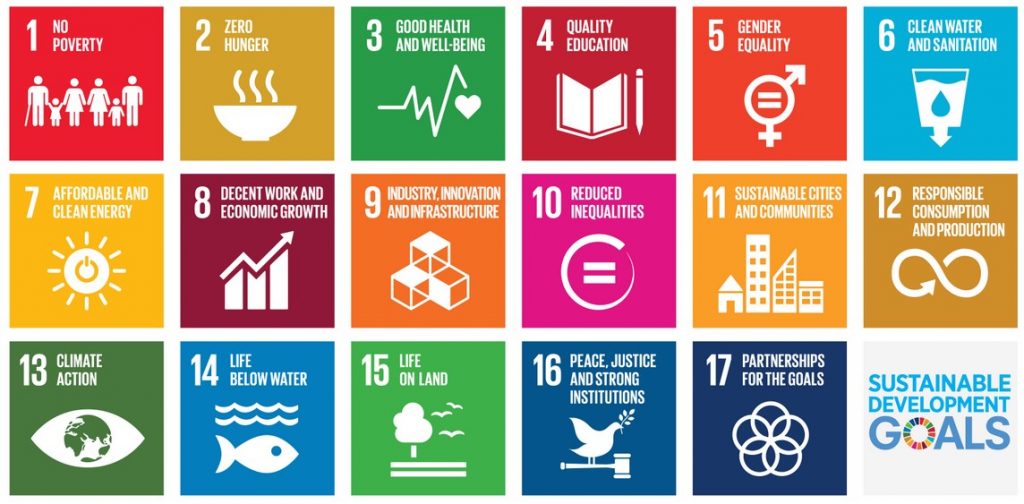 1 NO
POVERTY
2 ZERO
HUNGER
3 GOOD HEALTH
AND WELL-BEING
4 QUALITY
EDUCATION
5 GENDER
EQUALITY
6 CLEAN WATER
AND SANITATION
7 AFFORDABLE AND
CLEAN ENERGY
8 DECENT WORK AND
ECONOMIC GROWTH
9 INDUSTRY, INNOVATION
AND INFRASTRUCTURE
10 REDUCED
INEQUALITIES
11 SUSTAINABLE CITIES
AND COMMUNITIES
12 RESPONSIBLE
CONSUMPTION
AND PRODUCTION
13 CLIMATE
ACTION
14 LIFE
BELOW WATER
15 LIFE
ON LAND
16 PEACE, JUSTICE
AND STRONG
INSTITUTIONS
17 PARTNERSHIPS
FOR THE GOALS
SUSTAINABLE
DEVELOPMENT
GOALS